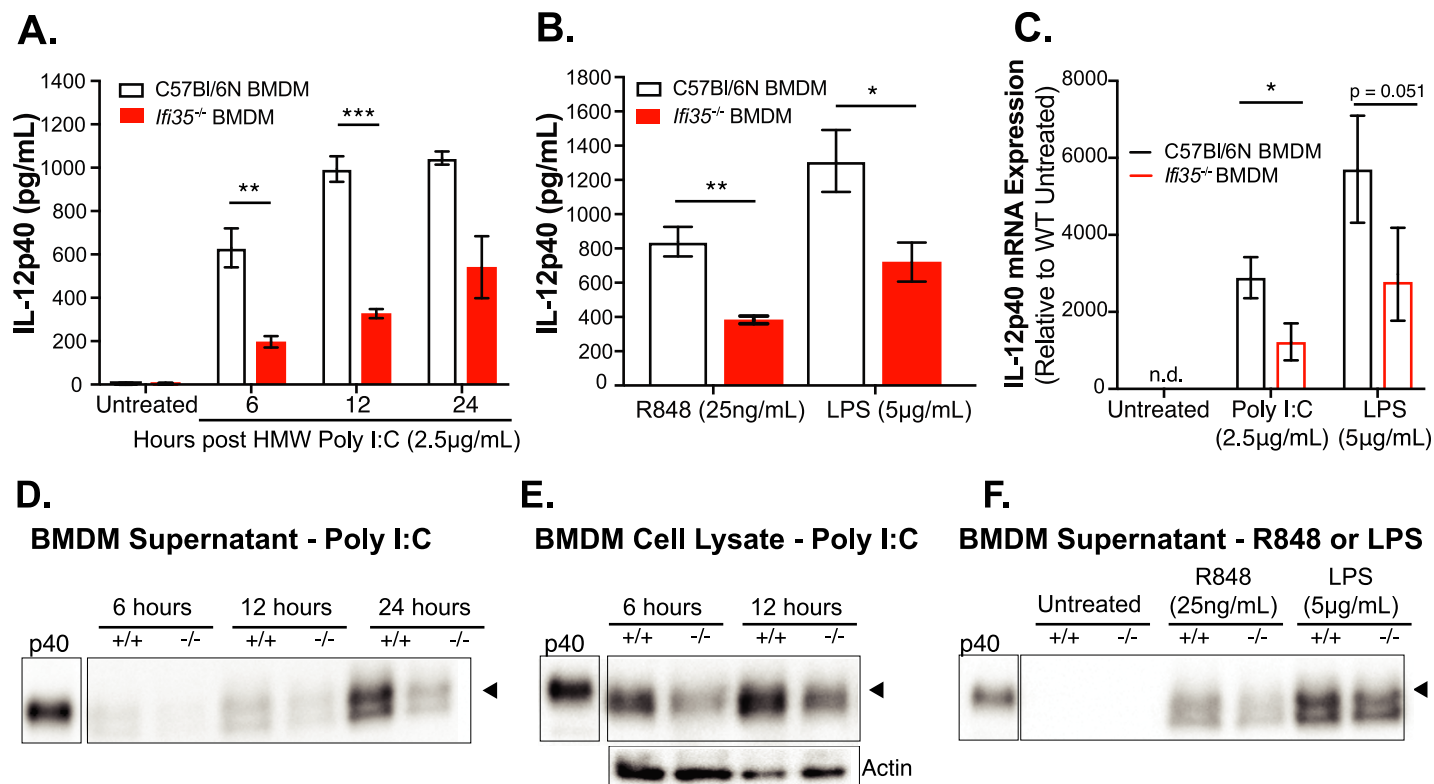 A.
1400
1200
1000
800
600
400
200
0
IL-12p40 (pg/mL)
C57Bl/6N BMDM
Ifi35-/- BMDM
**
***
Untreated
6
12
24
Hours post HMW Poly I:C (2.5µg/mL)
B.
1800
1600
1400
1200
1000
800
600
400
200
0
IL-12p40 (pg/mL)
C57Bl/6N BMDM
Ifi35-/- BMDM
**
*
R848 (25ng/mL)
LPS (5µg/mL)
C.
8000
6000
4000
2000
0
IL-12p40 mRNA Expression
(Relative to WT Untreated)
*
p = 0.051
C57Bl/6N BMDM
Ifi35-/- BMDM
n.d.
Untreated
Poly I:C
(2.5µg/mL)
LPS
(5µg/mL)
D.
BMDM Supernatant - Poly I:C
6 hours
12 hours
24 hours
p40
+/+ -/- +/+ -/- +/+ -/-
E.
BMDM Cell Lysate - Poly I:C
6 hours
12 hours
p40
+/+ -/- +/+ -/-
Actin
F.
BMDM Supernatant - R848 or LPS
Untreated
R848
(25ng/mL)
LPS
(5µg/mL)
p40
+/+ -/- +/+ -/- +/+ -/-